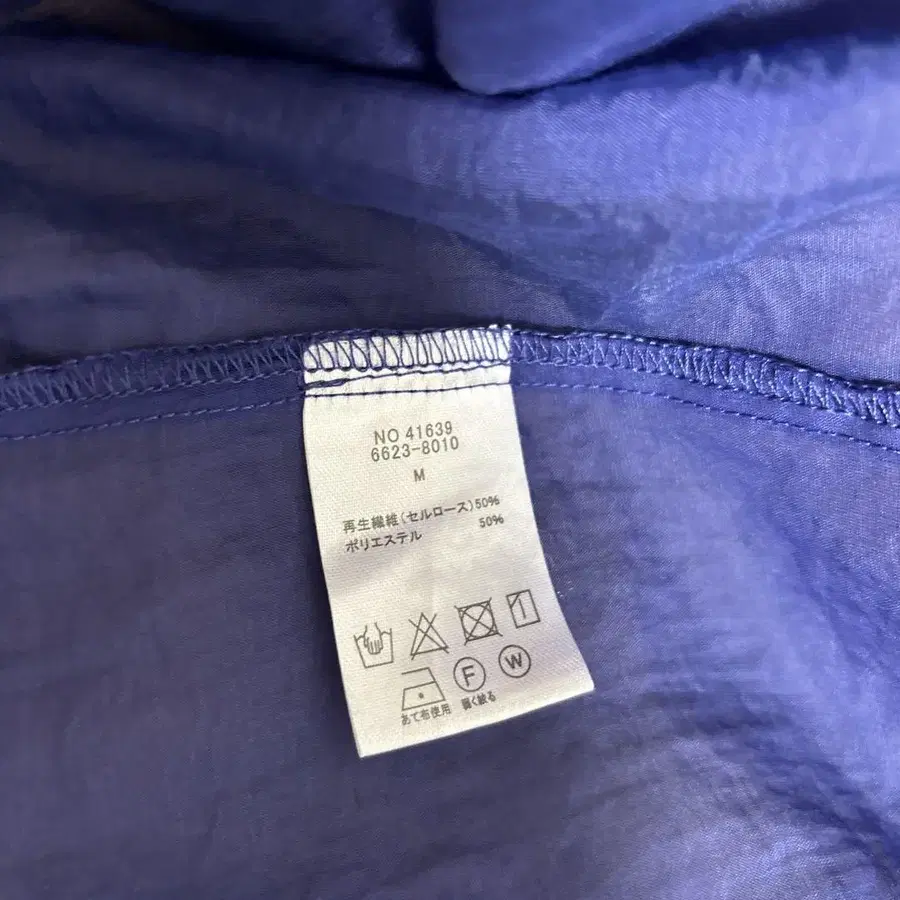 NO 41639
6623-8010
M
再生繊維(セルロース)50%
ポリエステル 50%
F W
あて布使用 弱く絞る